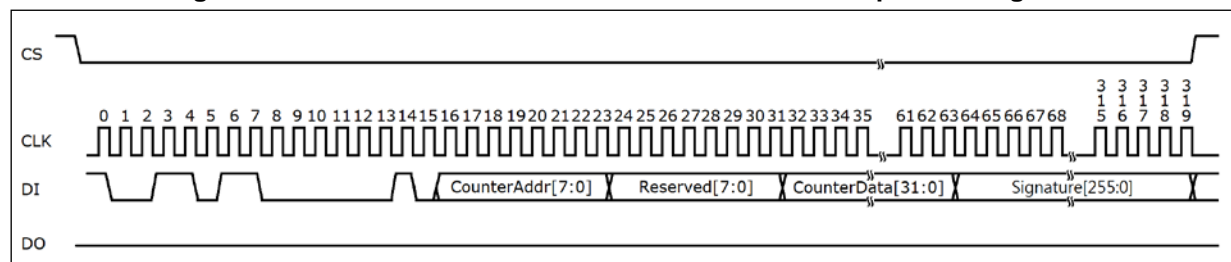 CS
3 3 3 3 3
1 1 1 1 1
0 1 2 3 4 5 6 7 8 9 10 11 12 13 14 15 16 17 18 19 20 21 22 23 24 25 26 27 28 29 30 31 32 33 34 35 61 62 63 64 65 66 67 68 5 6 7 8 9
CLK
DI CounterAddr[7:0] Reserved[7:0] CounterData[31:0] Signature[255:0]
DO